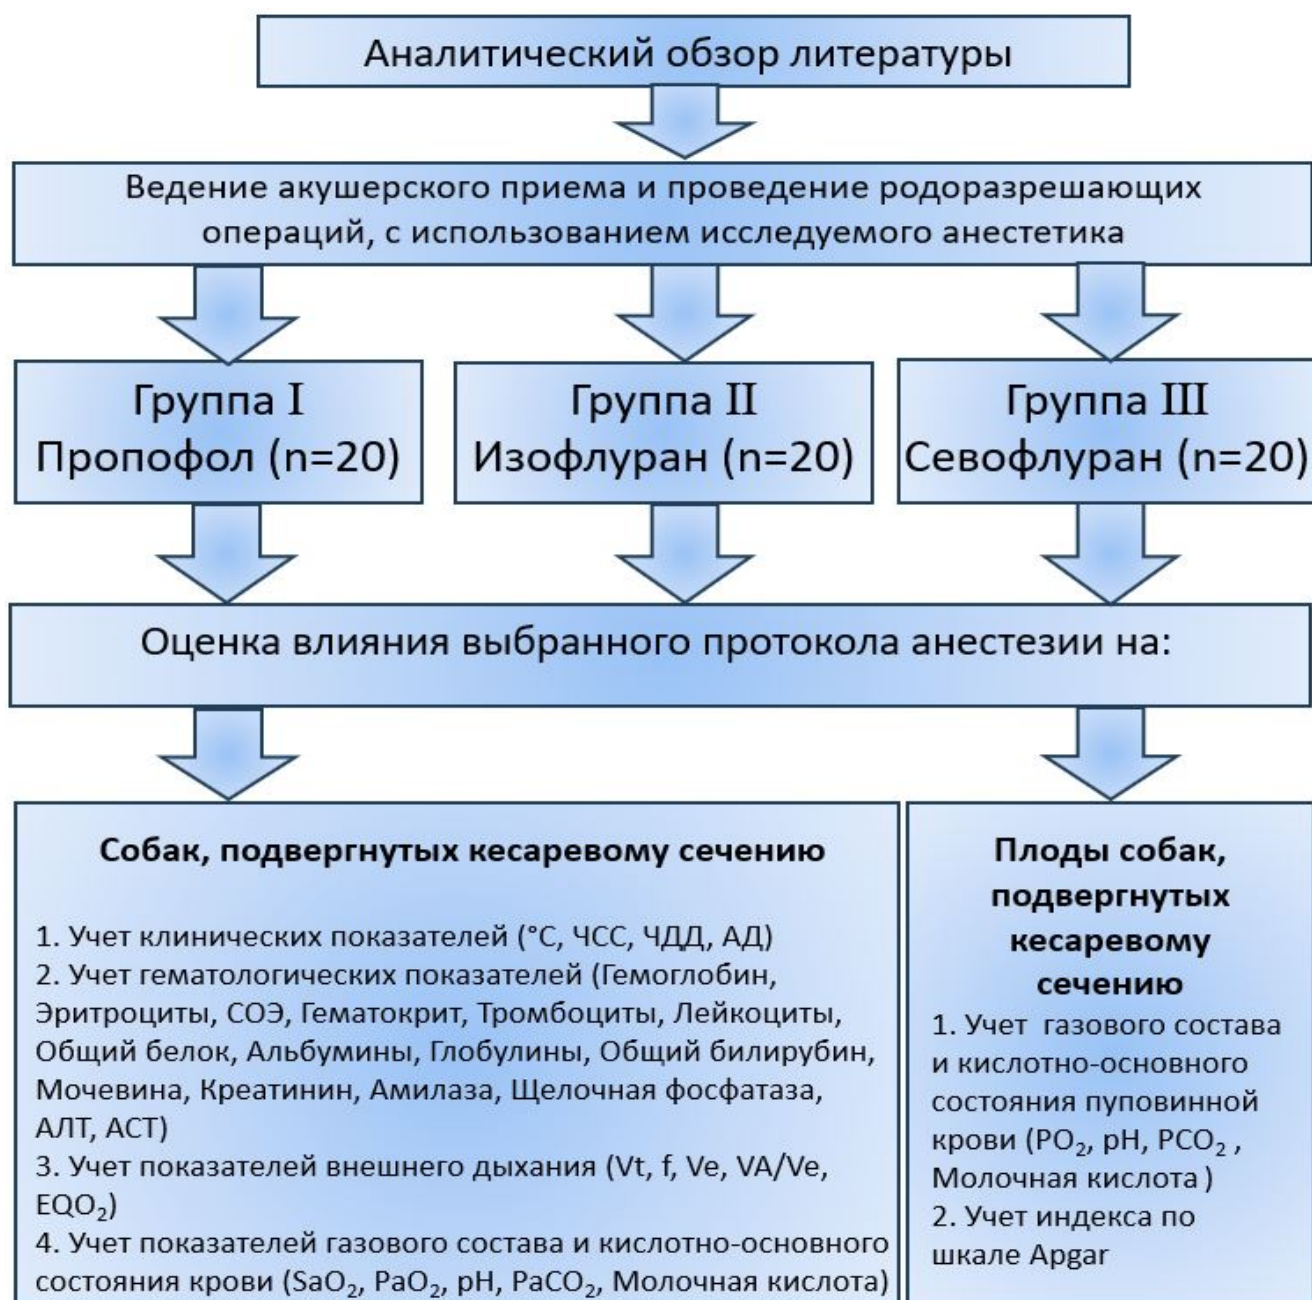 Аналитический обзор литературы
Ведение акушерского приема и проведение родоразрешающих
операций, с использованием исследуемого анестетика
Группа I
Пропофол (n=20)
Группа II
Изофлуран (n=20)
Группа III
Севофлуран (n=20)
Оценка влияния выбранного протокола анестезии на:
Собак, подвергнутых кесаревому сечению
1. Учет клинических показателей (°C, ЧСС, ЧДД, АД)
2. Учет гематологических показателей (Гемоглобин,
Эритроциты, СОЭ, Гематокрит, Тромбоциты, Лейкоциты,
Общий белок, Альбумины, Глобулины, Общий билирубин,
Мочевина, Креатинин, Амилаза, Щелочная фосфатаза,
АЛТ, АСТ)
3. Учет показателей внешнего дыхания (Vt, f, Ve, VA/Ve,
EQO₂)
4. Учет показателей газового состава и кислотно-основного
состояния крови (SaO₂, PaO₂, pH, PaCO₂, Молочная кислота)
Плоды собак,
подвергнутых
кесаревому
сечению
1. Учет газового состава
и кислотно-основного
состояния пуповинной
крови (PO₂, pH, PCO₂ ,
Молочная кислота )
2. Учет индекса по
шкале Apgar